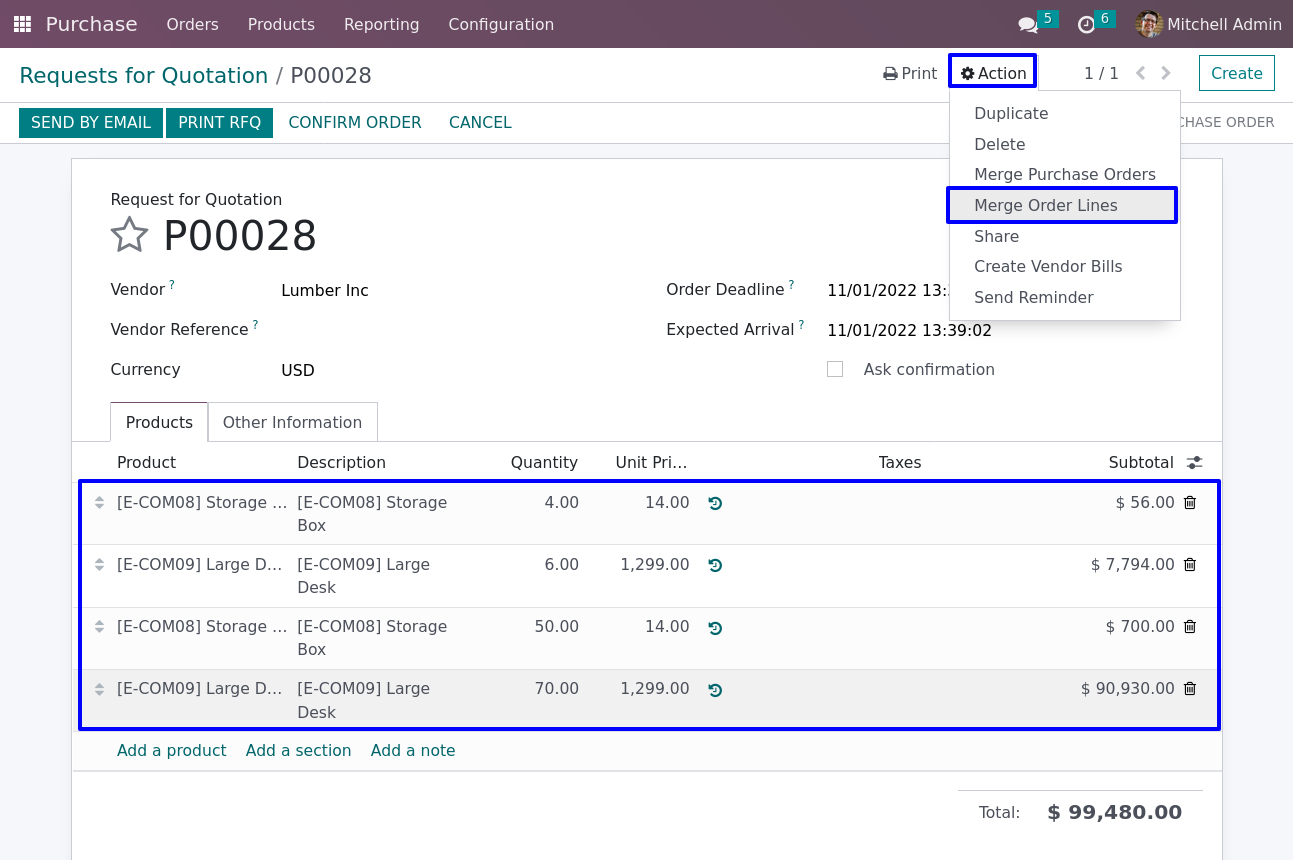 Purchase Orders Products Reporting Configuration 5 6 Mitchell Admin
Requests for Quotation / P00028 Print Action 1 / 1 Create
SEND BY EMAIL PRINT RFQ CONFIRM ORDER CANCEL CHASE ORDER
Duplicate
Delete
Merge Purchase Orders
Merge Order Lines
Share
Create Vendor Bills
Send Reminder
Request for Quotation
P00028
Vendor ? Lumber Inc Order Deadline ? 11/01/2022 13:
Vendor Reference ? Expected Arrival ? 11/01/2022 13:39:02
Currency USD Ask confirmation
Products Other Information
Product Description Quantity Unit Pri... Taxes Subtotal
[E-COM08] Storage ... [E-COM08] Storage 4.00 14.00 $ 56.00
Box
[E-COM09] Large D... [E-COM09] Large 6.00 1,299.00 $ 7,794.00
Desk
[E-COM08] Storage ... [E-COM08] Storage 50.00 14.00 $ 700.00
Box
[E-COM09] Large D... [E-COM09] Large 70.00 1,299.00 $ 90,930.00
Desk
Add a product Add a section Add a note
Total: $ 99,480.00